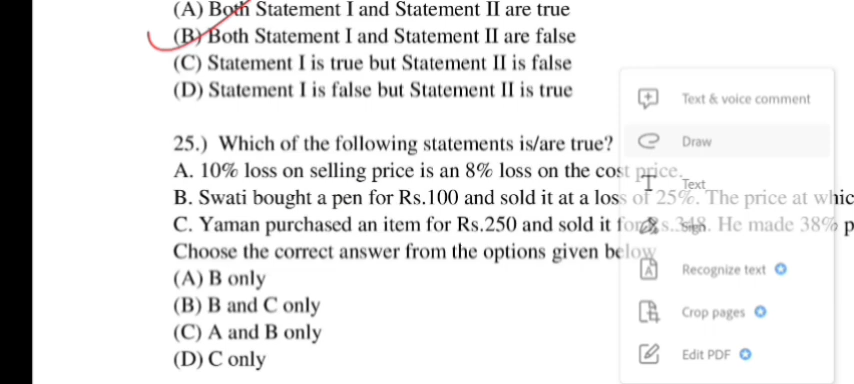 (A) Both Statement I and Statement II are true
(B) Both Statement I and Statement II are false
(C) Statement I is true but Statement II is false
(D) Statement I is false but Statement II is true
Text & voice comment
25.) Which of the following statements is/are true?
Draw
A. 10% loss on selling price is an 8% loss on the cost price.
Text
B. Swati bought a pen for Rs.100 and sold it at a loss of 25%. The price at whic
C. Yaman purchased an item for Rs.250 and sold it for Rs.348. He made 38% p
Choose the correct answer from the options given below
(A) B only
Recognize text
(B) B and C only
Crop pages
(C) A and B only
(D) C only
Edit PDF